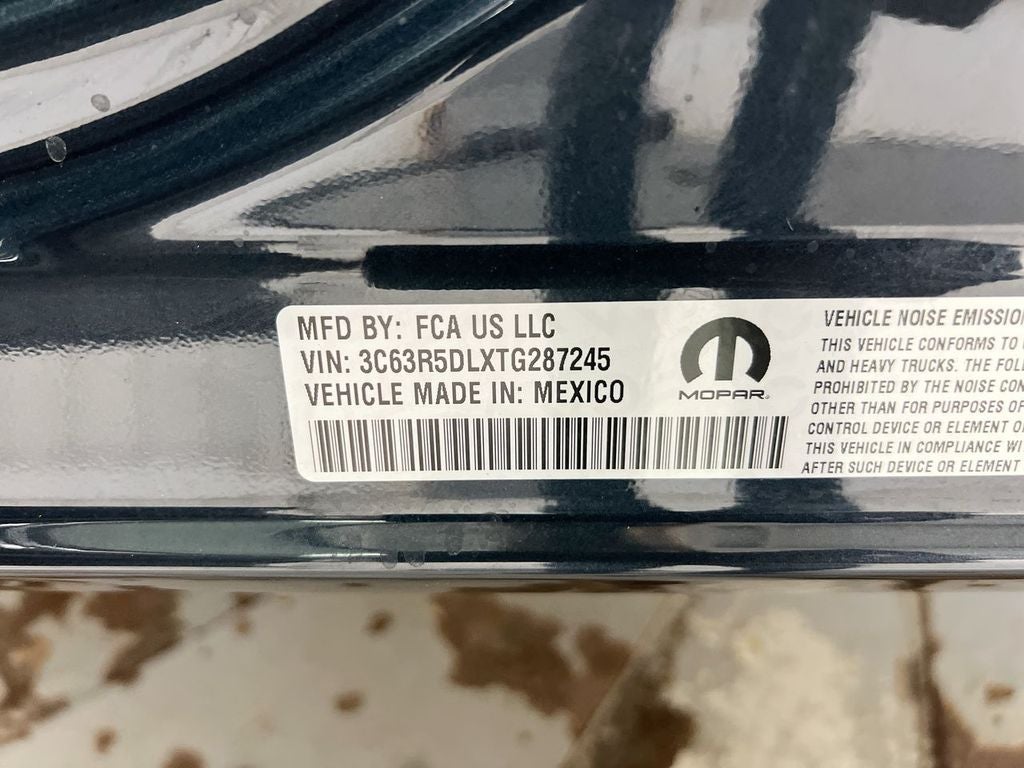 MFD BY: FCA US LLC
VIN: 3C63R5DLXTG287245
VEHICLE MADE IN: MEXICO
MOPAR®
VEHICLE NOISE EMISSION
THIS VEHICLE CONFORMS TO
AND HEAVY TRUCKS. THE FOL
PROHIBITED BY THE NOISE CON
OTHER THAN FOR PURPOSES OF
CONTROL DEVICE OR ELEMENT OF
THIS VEHICLE IN COMPLIANCE WI
AFTER SUCH DEVICE OR ELEMENT